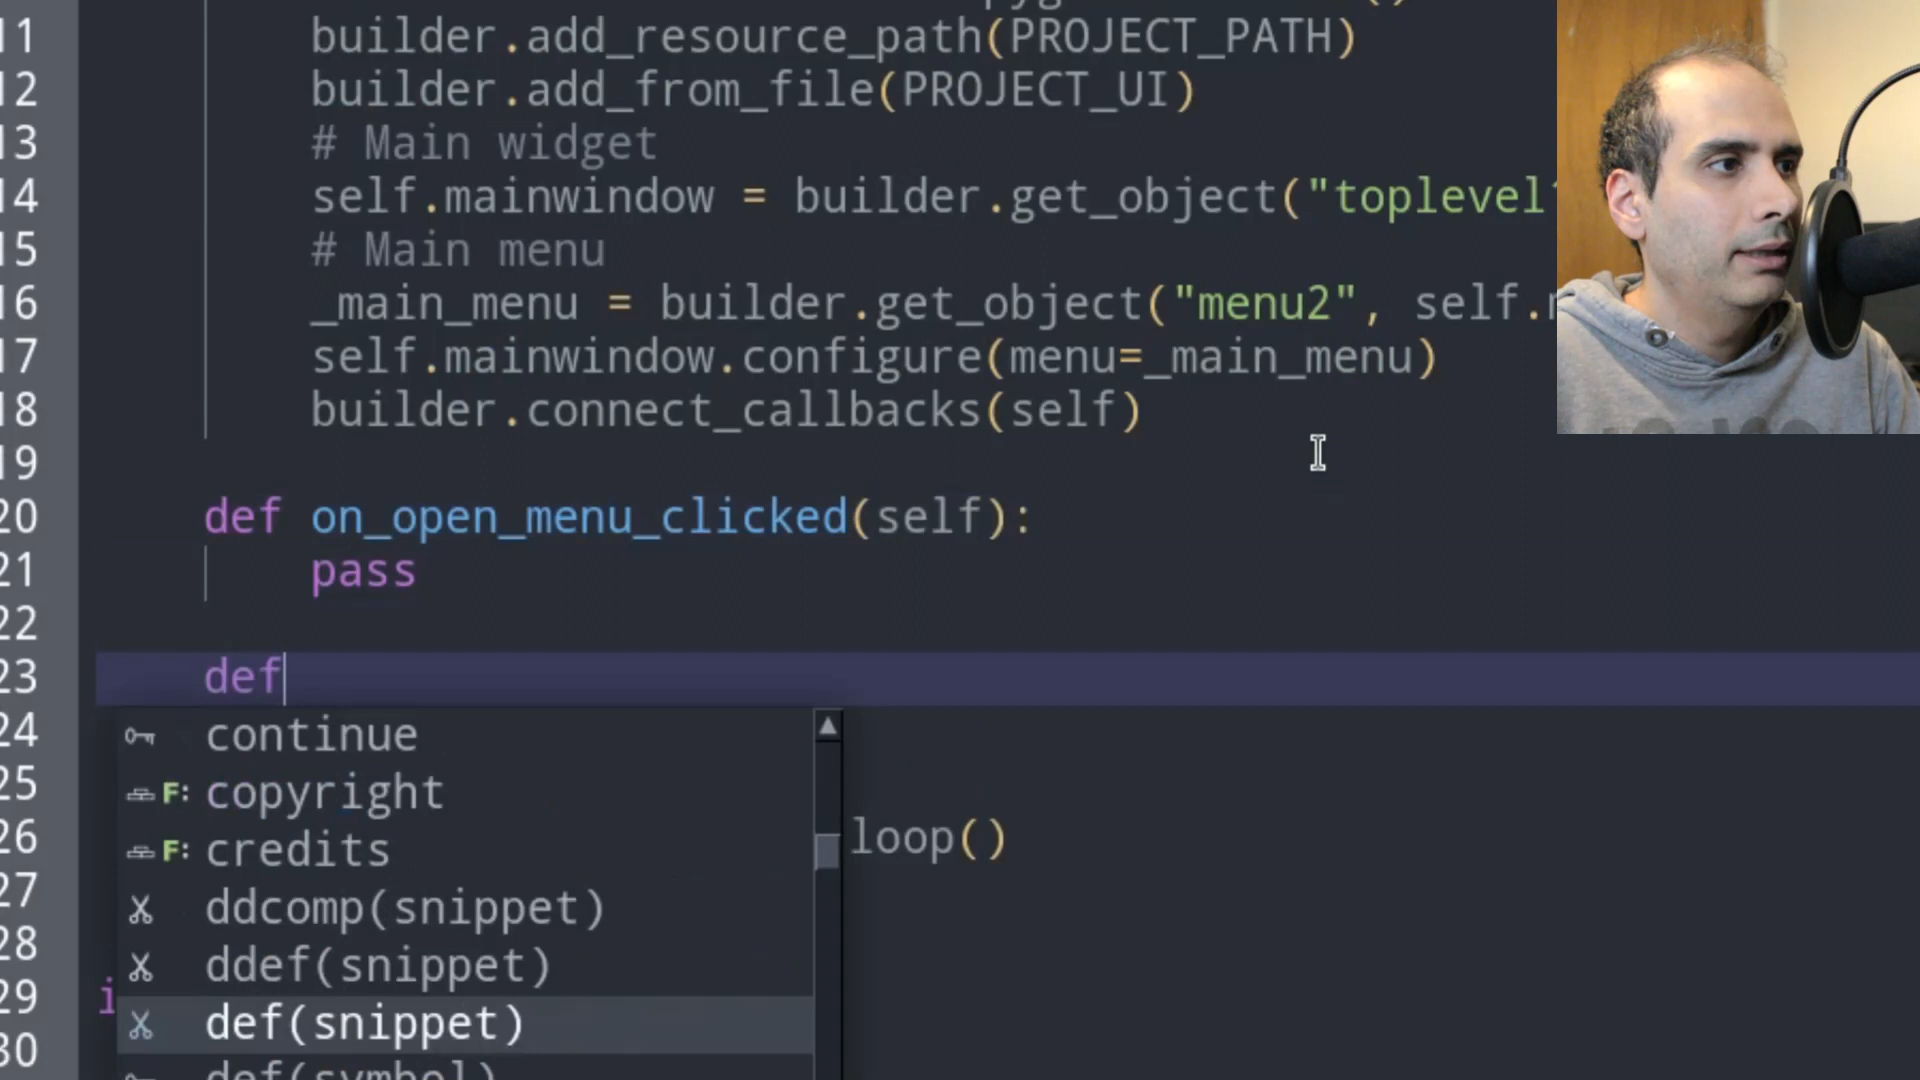 11 builder.add_resource_path(PROJECT_PATH)
12 builder.add_from_file(PROJECT_UI)
13 # Main widget
14 self.mainwindow = builder.get_object("toplevel
15 # Main menu
16 _main_menu = builder.get_object("menu2", self.
17 self.mainwindow.configure(menu=_main_menu)
18 builder.connect_callbacks(self)
19
20 def on_open_menu_clicked(self):
21 pass
22
23 def
24 continue
25 F: copyright
26 F: credits loop()
27 ddcomp(snippet)
28 ddef(snippet)
29 i def(snippet)
30 def(symbol)